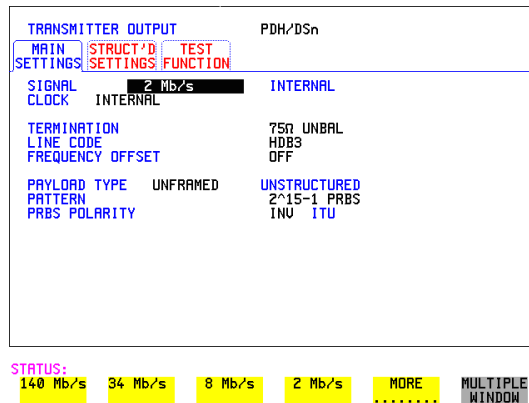 TRANSMITTER OUTPUT PDH/DSn
MAIN SETTINGS STRUCT'D SETTINGS TEST FUNCTION
SIGNAL 2 Mb/s INTERNAL
CLOCK INTERNAL
TERMINATION 75Ω UNBAL
LINE CODE HDB3
FREQUENCY OFFSET OFF
PAYLOAD TYPE UNFRAMED UNSTRUCTURED
PATTERN 2^15-1 PRBS
PRBS POLARITY INV ITU
STATUS:
140 Mb/s 34 Mb/s 8 Mb/s 2 Mb/s MORE ........ MULTIPLE WINDOW